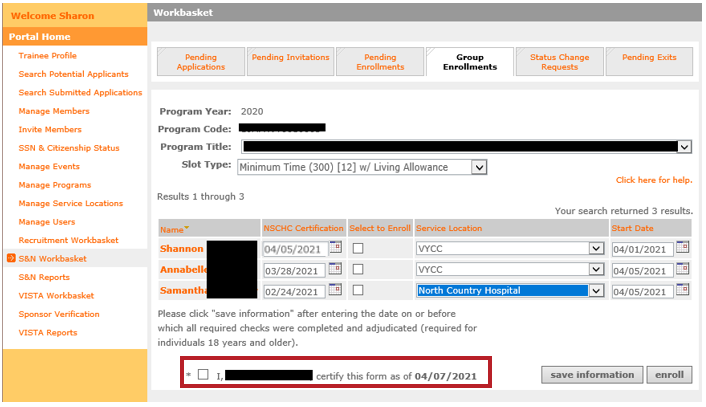 Welcome Sharon
Portal Home
Trainee Profile
Search Potential Applicants
Search Submitted Applications
Manage Members
Invite Members
SSN & Citizenship Status
Manage Events
Manage Programs
Manage Service Locations
Manage Users
Recruitment Workbasket
S&N Workbasket
S&N Reports
VISTA Workbasket
Sponsor Verification
VISTA Reports
Workbasket
Pending Applications
Pending Invitations
Pending Enrollments
Group Enrollments
Status Change Requests
Pending Exits
Program Year: 2020
Program Code:
Program Title:
Slot Type: Minimum Time (300) [12] w/ Living Allowance
Click here for help.
Results 1 through 3
Your search returned 3 results.
Name NSCHC Certification Select to Enroll Service Location Start Date
Shannon 04/05/2021 VYCC 04/01/2021
Annabelle 03/28/2021 VYCC 04/05/2021
Samantha 02/24/2021 North Country Hospital 04/05/2021
Please click "save information" after entering the date on or before
which all required checks were completed and adjudicated (required for
individuals 18 years and older).
* I, certify this form as of 04/07/2021
save information enroll